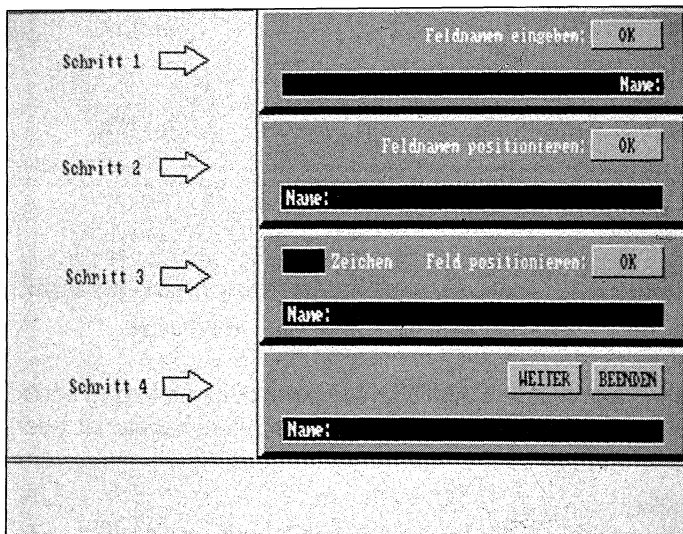 Schritt 1
Feldnamen eingeben: OK
Name:
Schritt 2
Feldnamen positionieren: OK
Name:
Schritt 3
Zeichen Feld positionieren: OK
Name:
Schritt 4
WEITER BEENDEN
Name: